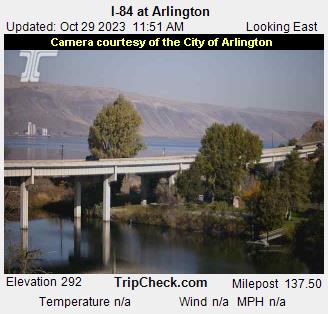 I-84 at Arlington
Updated: Oct 29 2023 11:51 AM Looking East
Camera courtesy of the City of Arlington
Elevation 292 TripCheck.com Milepost 137.50
Temperature n/a Wind n/a MPH n/a